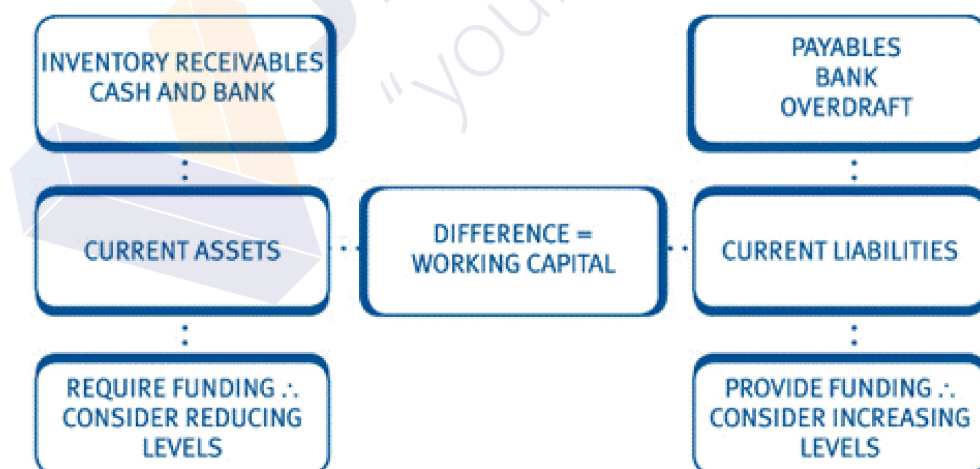 INVENTORY RECEIVABLES
CASH AND BANK
PAYABLES
BANK
OVERDRAFT
CURRENT ASSETS
DIFFERENCE =
WORKING CAPITAL
CURRENT LIABILITIES
REQUIRE FUNDING ∴
CONSIDER REDUCING
LEVELS
PROVIDE FUNDING ∴
CONSIDER INCREASING
LEVELS